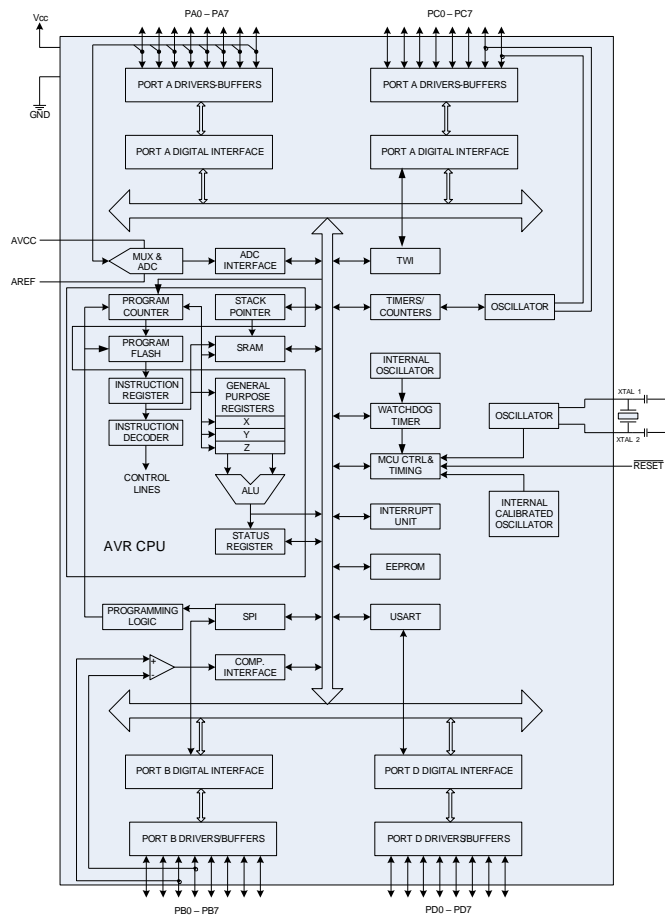 PA0 – PA7
PC0 – PC7
Vcc
GND
PORT A DRIVERS-BUFFERS
PORT A DRIVERS-BUFFERS
PORT A DIGITAL INTERFACE
PORT A DIGITAL INTERFACE
AVCC
AREF
MUX &
ADC
ADC
INTERFACE
TWI
PROGRAM
COUNTER
STACK
POINTER
TIMERS/
COUNTERS
OSCILLATOR
PROGRAM
FLASH
SRAM
INTERNAL
OSCILLATOR
INSTRUCTION
REGISTER
GENERAL
PURPOSE
REGISTERS
X
Y
Z
INSTRUCTION
DECODER
WATCHDOG
TIMER
OSCILLATOR
XTAL 1
XTAL 2
CONTROL
LINES
MCU CTRL&
TIMING
RESET
ALU
INTERRUPT
UNIT
INTERNAL
CALIBRATED
OSCILLATOR
AVR CPU
STATUS
REGISTER
EEPROM
PROGRAMMING
LOGIC
SPI
USART
+
-
COMP.
INTERFACE
PORT B DIGITAL INTERFACE
PORT D DIGITAL INTERFACE
PORT B DRIVERS/BUFFERS
PORT D DRIVERS/BUFFERS
PB0 – PB7
PD0 – PD7